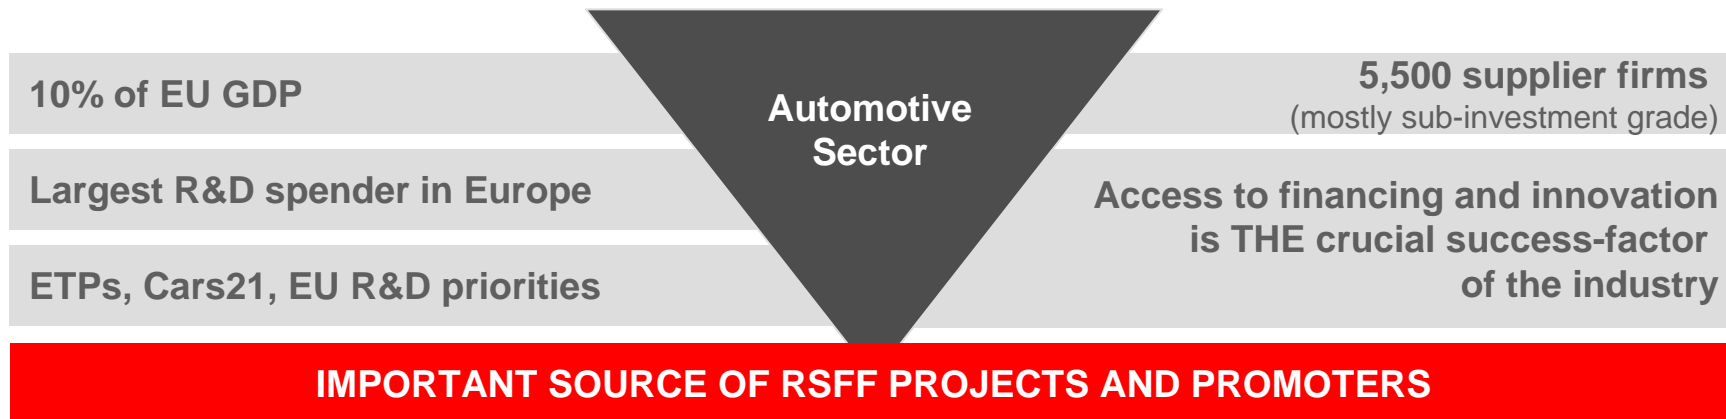 10% of EU GDP
Largest R&D spender in Europe
ETPs, Cars21, EU R&D priorities
Automotive
Sector
5,500 supplier firms
(mostly sub-investment grade)
Access to financing and innovation
is THE crucial success-factor
of the industry
IMPORTANT SOURCE OF RSFF PROJECTS AND PROMOTERS